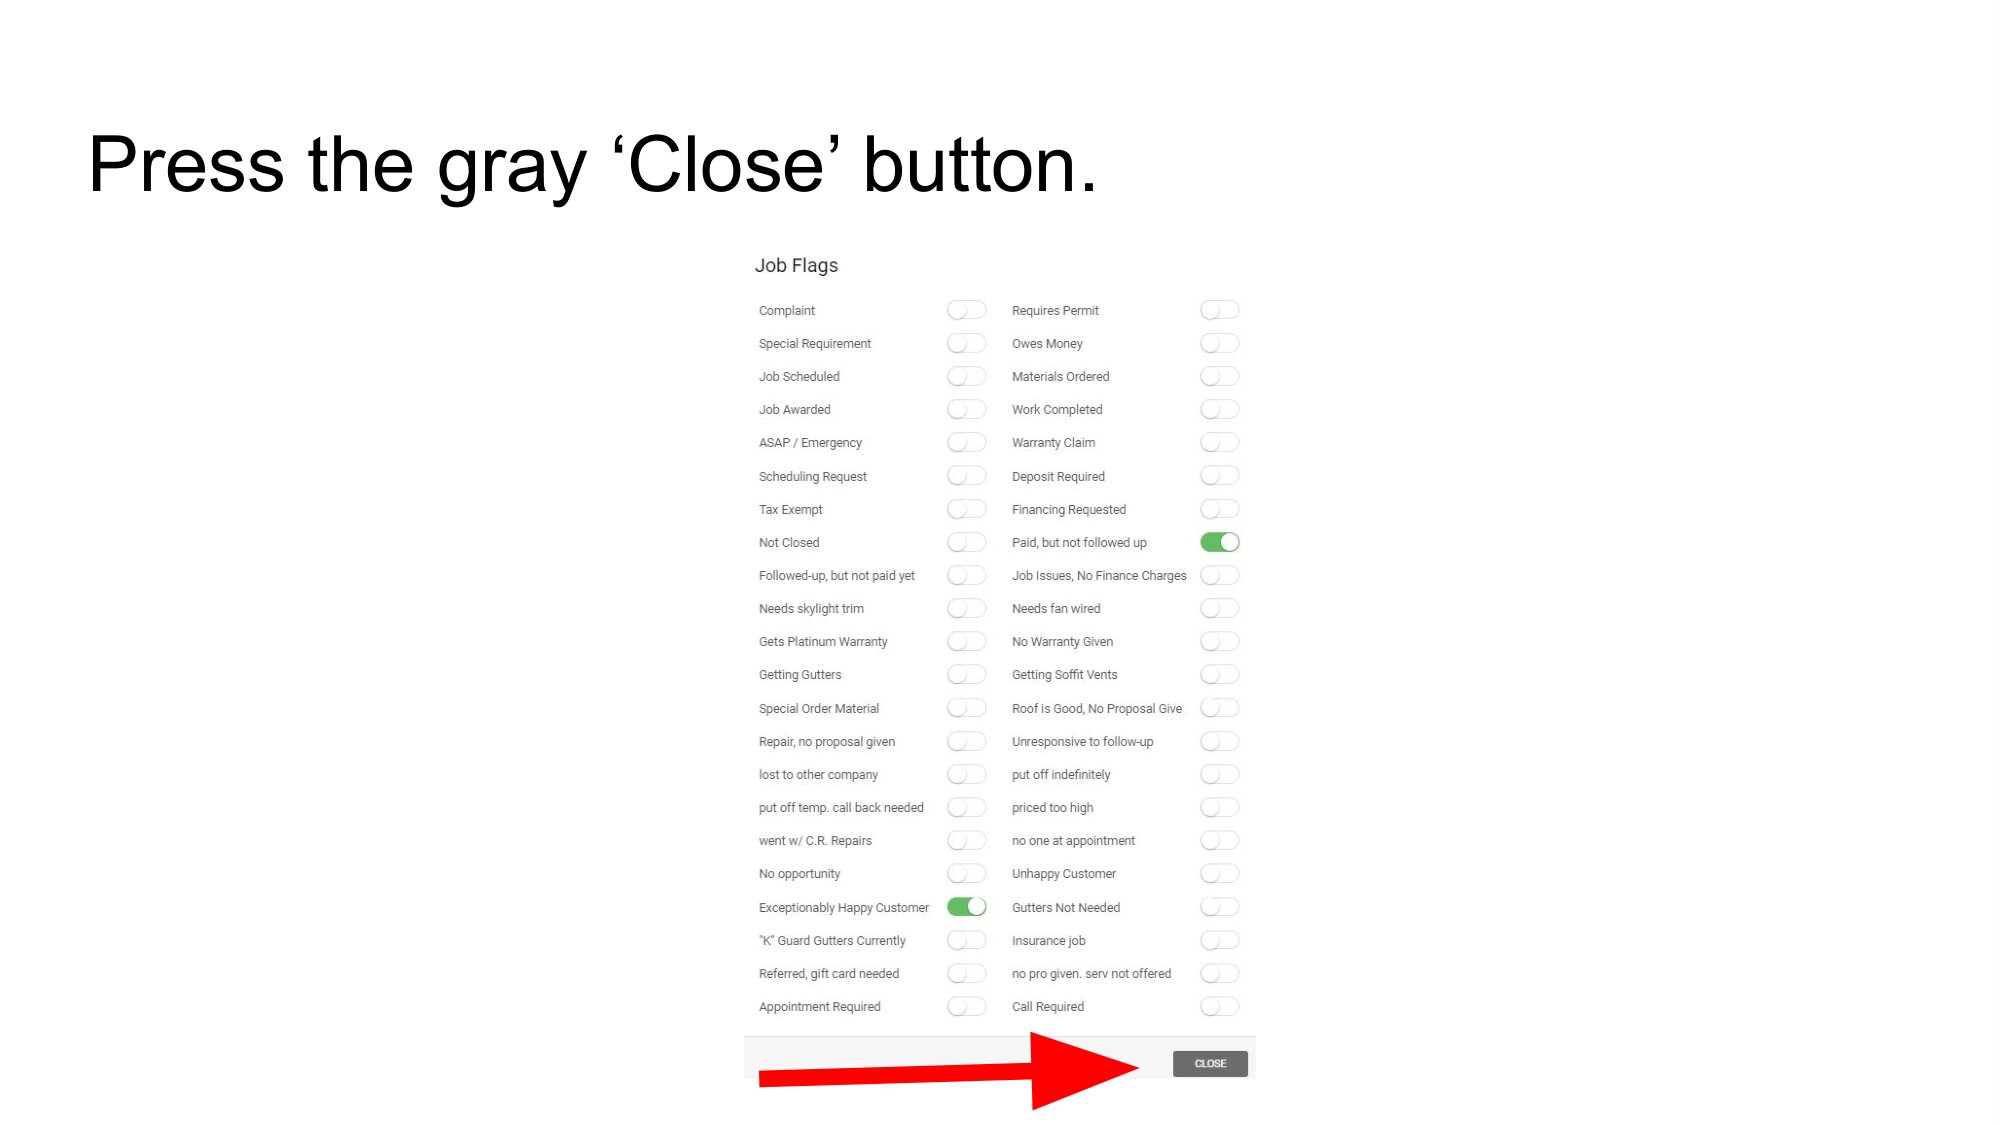 Press the gray ‘Close’ button.
Job Flags
Complaint Requires Permit
Special Requirement Owes Money
Job Scheduled Materials Ordered
Job Awarded Work Completed
ASAP / Emergency Warranty Claim
Scheduling Request Deposit Required
Tax Exempt Financing Requested
Not Closed Paid, but not followed up
Followed-up, but not paid yet Job Issues, No Finance Charges
Needs skylight trim Needs fan wired
Gets Platinum Warranty No Warranty Given
Getting Gutters Getting Soffit Vents
Special Order Material Roof is Good, No Proposal Give
Repair, no proposal given Unresponsive to follow-up
lost to other company put off indefinitely
put off temp. call back needed priced too high
went w/ C.R. Repairs no one at appointment
No opportunity Unhappy Customer
Exceptionably Happy Customer Gutters Not Needed
"K" Guard Gutters Currently Insurance job
Referred, gift card needed no pro given. serv not offered
Appointment Required Call Required
CLOSE